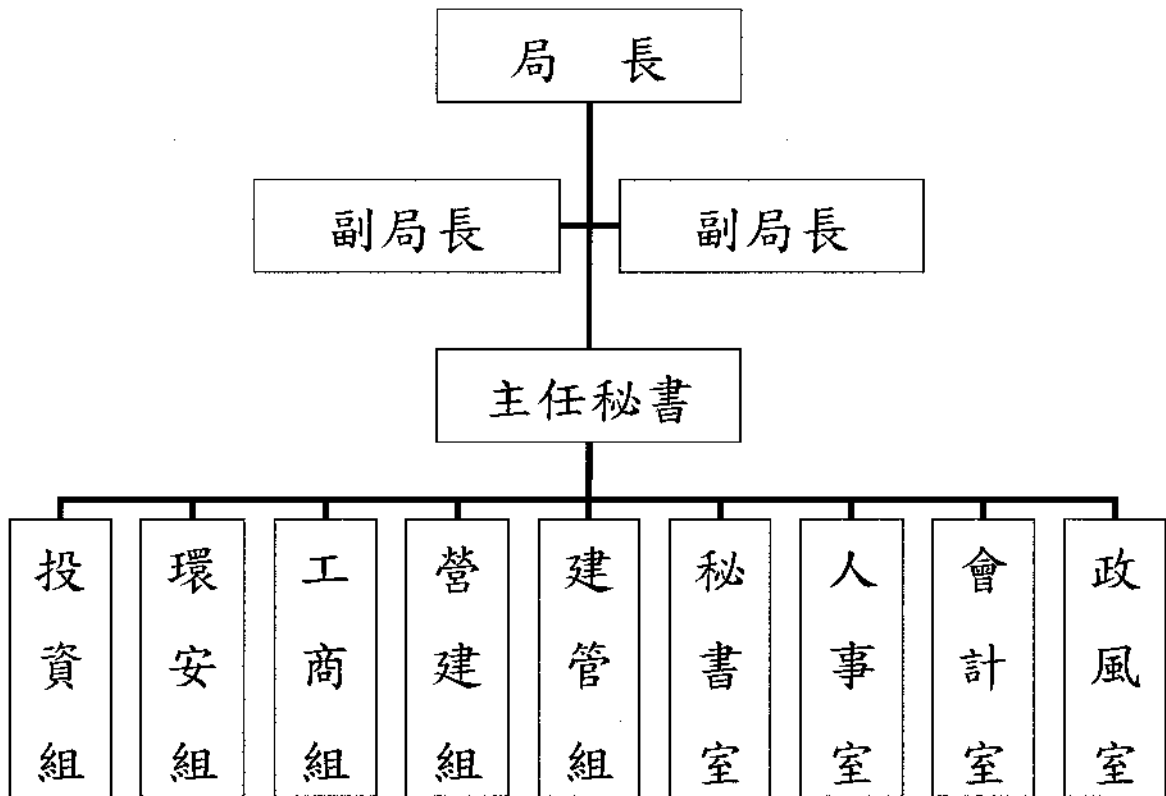 局 長
副局長
副局長
主任秘書
投資組
環安組
工商組
營建組
建管組
秘書室
人事室
會計室
政風室